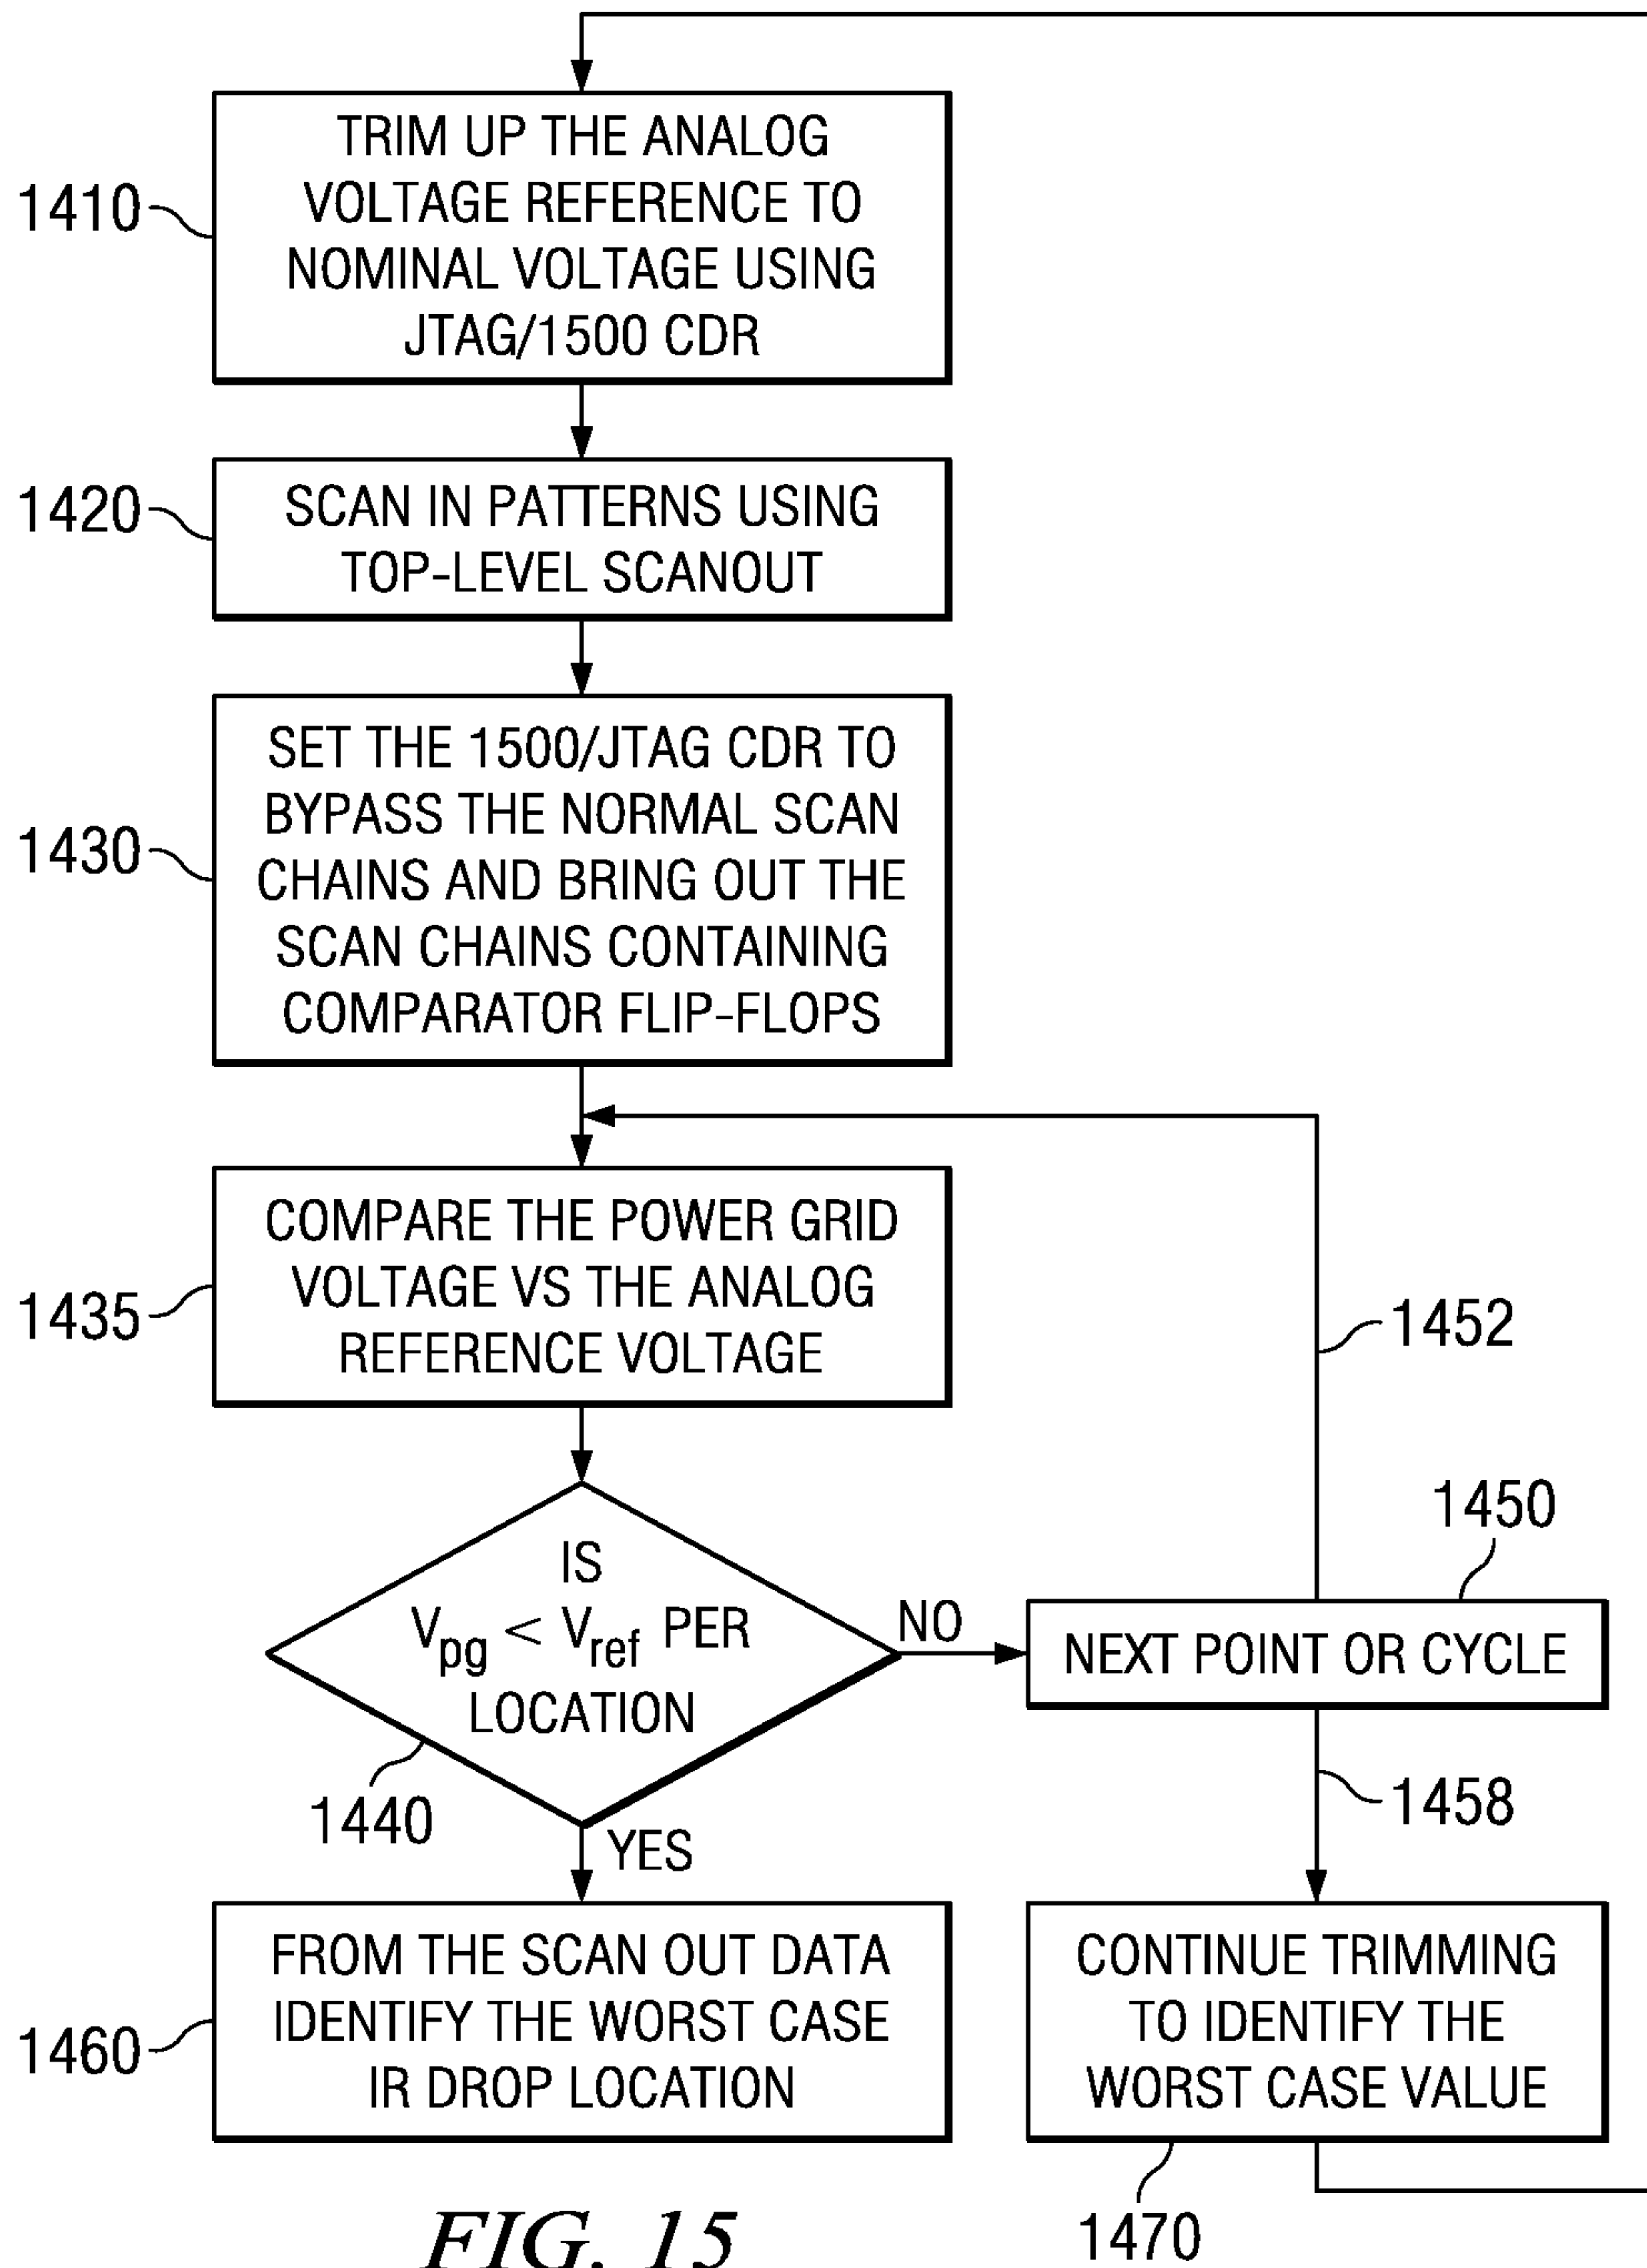 1410
TRIM UP THE ANALOG
VOLTAGE REFERENCE TO
NOMINAL VOLTAGE USING
JTAG/1500 CDR
1420
SCAN IN PATTERNS USING
TOP-LEVEL SCANOUT
1430
SET THE 1500/JTAG CDR TO
BYPASS THE NORMAL SCAN
CHAINS AND BRING OUT THE
SCAN CHAINS CONTAINING
COMPARATOR FLIP-FLOPS
1435
COMPARE THE POWER GRID
VOLTAGE VS THE ANALOG
REFERENCE VOLTAGE
1452
IS
Vpg < Vref PER
LOCATION
1440
NO
YES
1450
NEXT POINT OR CYCLE
1458
1460
FROM THE SCAN OUT DATA
IDENTIFY THE WORST CASE
IR DROP LOCATION
CONTINUE TRIMMING
TO IDENTIFY THE
WORST CASE VALUE
1470
FIG. 15